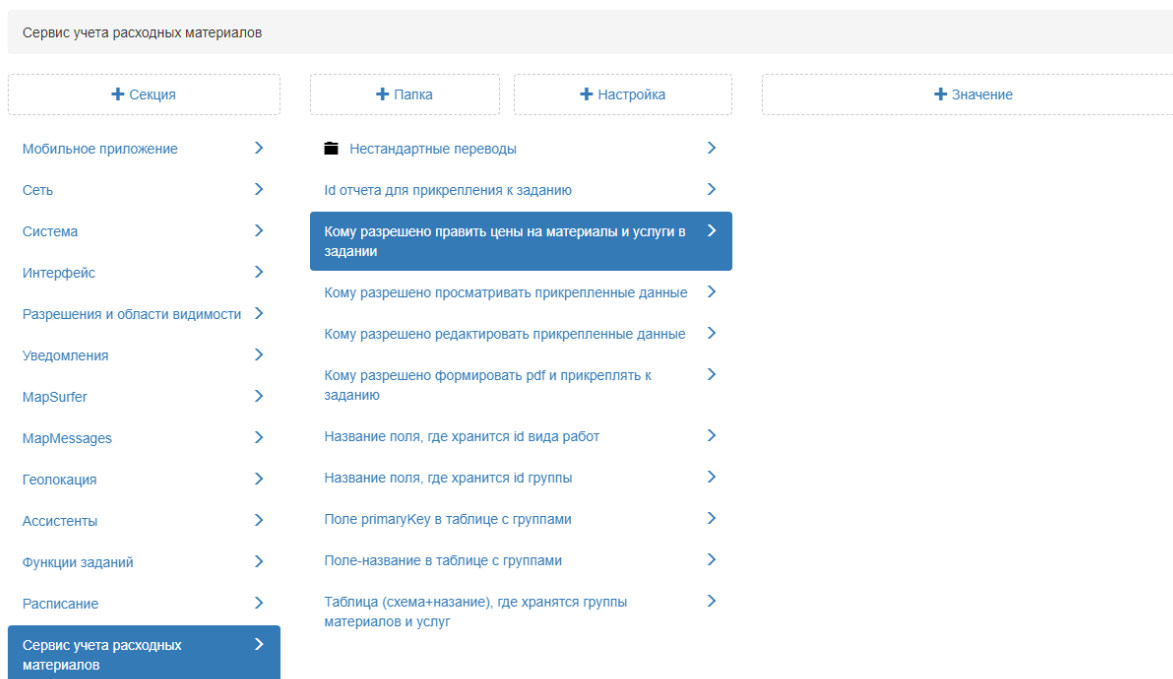 Сервис учета расходных материалов
Секция
Папка
Настройка
Значение
Мобильное приложение
Сеть
Система
Интерфейс
Разрешения и области видимости
Уведомления
MapSurfer
MapMessages
Геолокация
Ассистенты
Функции заданий
Расписание
Сервис учета расходных
материалов
Нестандартные переводы
Id отчета для прикрепления к заданию
Кому разрешено править цены на материалы и услуги в
задании
Кому разрешено просматривать прикрепленные данные
Кому разрешено редактировать прикрепленные данные
Кому разрешено формировать pdf и прикреплять к
заданию
Название поля, где хранится id вида работ
Название поля, где хранится id группы
Поле primaryKey в таблице с группами
Поле-название в таблице с группами
Таблица (схема+назание), где хранятся группы
материалов и услуг